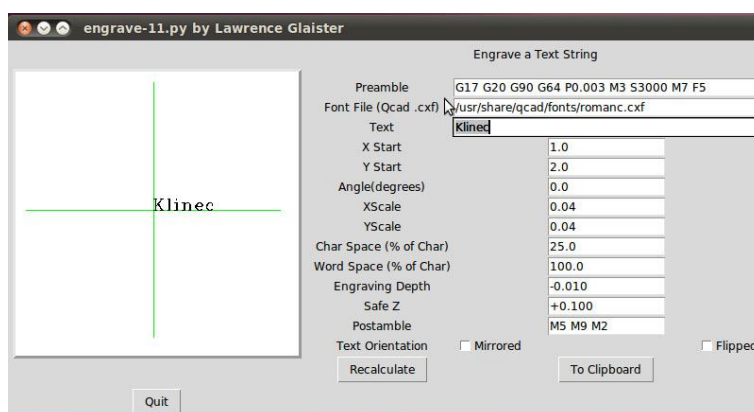 engrave-11.py by Lawrence Glaister
Engrave a Text String
Preamble G17 G20 G90 G64 P0.003 M3 S3000 M7 F5
Font File (Qcad .cxf) /usr/share/qcad/fonts/romanc.cxf
Text Klinec
X Start 1.0
Y Start 2.0
Angle(degrees) 0.0
XScale 0.04
YScale 0.04
Char Space (% of Char) 25.0
Word Space (% of Char) 100.0
Engraving Depth -0.010
Safe Z +0.100
Postamble M5 M9 M2
Text Orientation Mirrored Flipped
Recalculate To Clipboard
Klinec
Quit